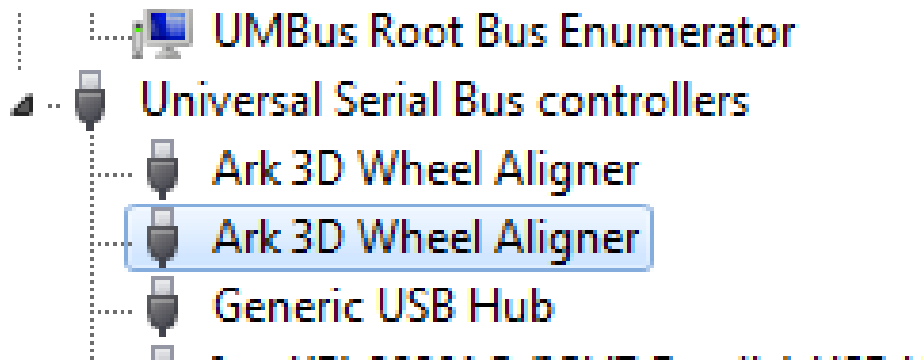 UMBus Root Bus Enumerator
Universal Serial Bus controllers
Ark 3D Wheel Aligner
Ark 3D Wheel Aligner
Generic USB Hub